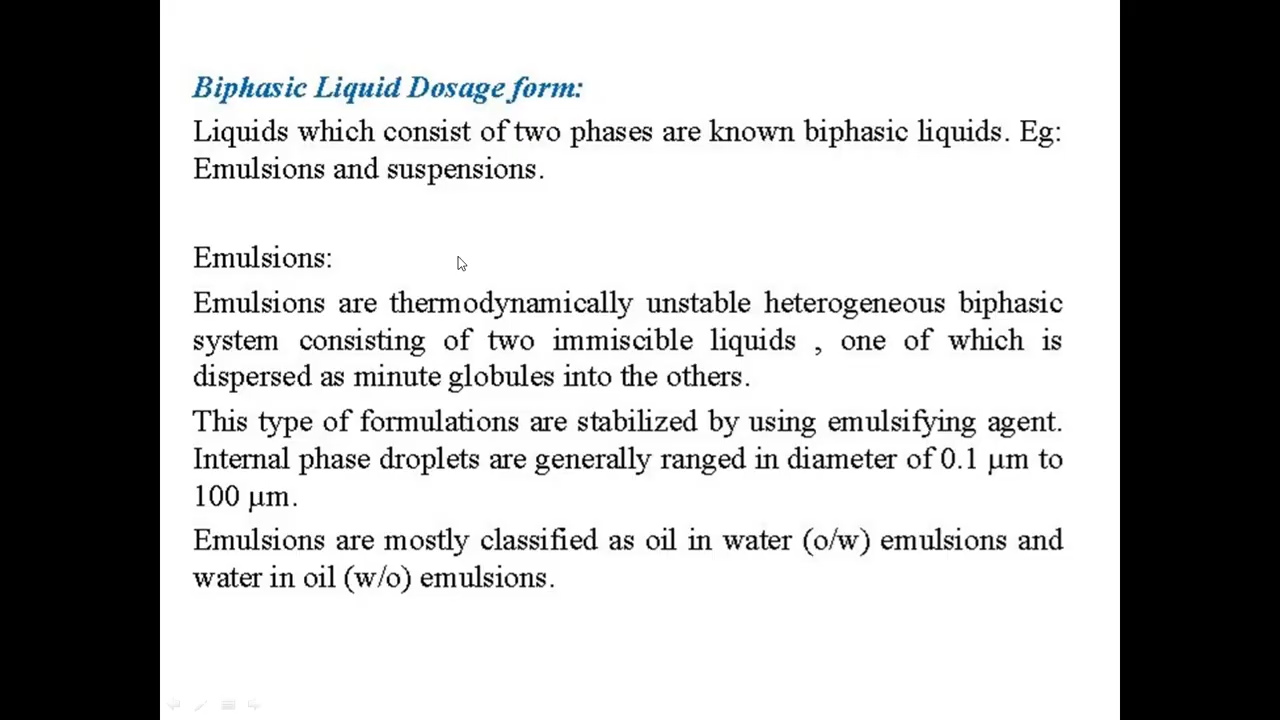 Biphasic Liquid Dosage form:
Liquids which consist of two phases are known biphasic liquids. Eg:
Emulsions and suspensions.
Emulsions:
Emulsions are thermodynamically unstable heterogeneous biphasic
system consisting of two immiscible liquids , one of which is
dispersed as minute globules into the others.
This type of formulations are stabilized by using emulsifying agent.
Internal phase droplets are generally ranged in diameter of 0.1 μm to
100 μm.
Emulsions are mostly classified as oil in water (o/w) emulsions and
water in oil (w/o) emulsions.